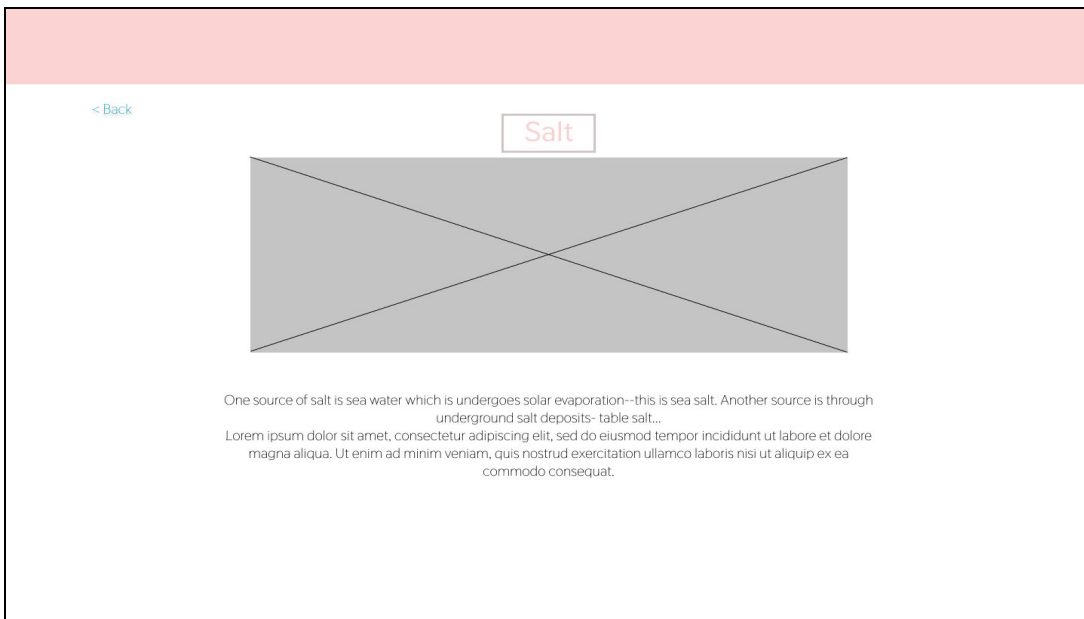 < Back
Salt
One source of salt is sea water which is undergoes solar evaporation--this is sea salt. Another source is through
underground salt deposits- table salt...
Lorem ipsum dolor sit amet, consectetur adipiscing elit, sed do eiusmod tempor incididunt ut labore et dolore
magna aliqua. Ut enim ad minim veniam, quis nostrud exercitation ullamco laboris nisi ut aliquip ex ea
commodo consequat.